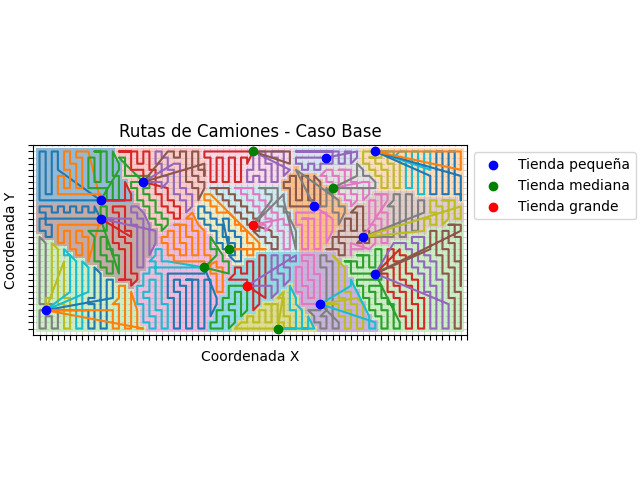 Rutas de Camiones - Caso Base
Coordenada Y
Coordenada X
Tienda pequeña
Tienda mediana
Tienda grande